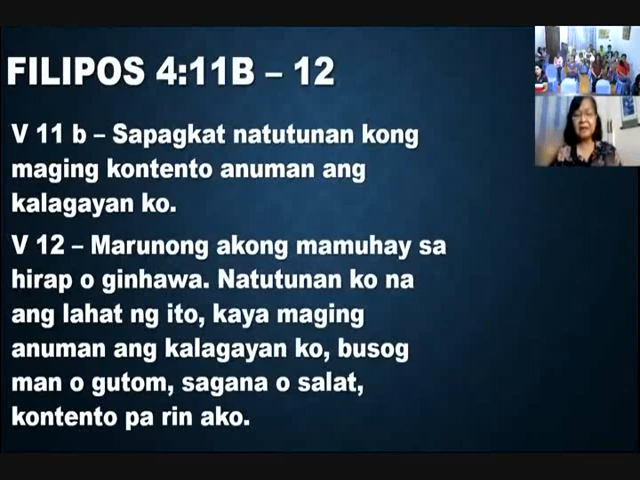 FILIPOS 4:11B – 12
V 11 b – Sapagkat natutunan kong
maging kontento anuman ang
kalagayan ko.
V 12 – Marunong akong mamuhay sa
hirap o ginhawa. Natutunan ko na
ang lahat ng ito, kaya maging
anuman ang kalagayan ko, busog
man o gutom, sagana o salat,
kontento pa rin ako.